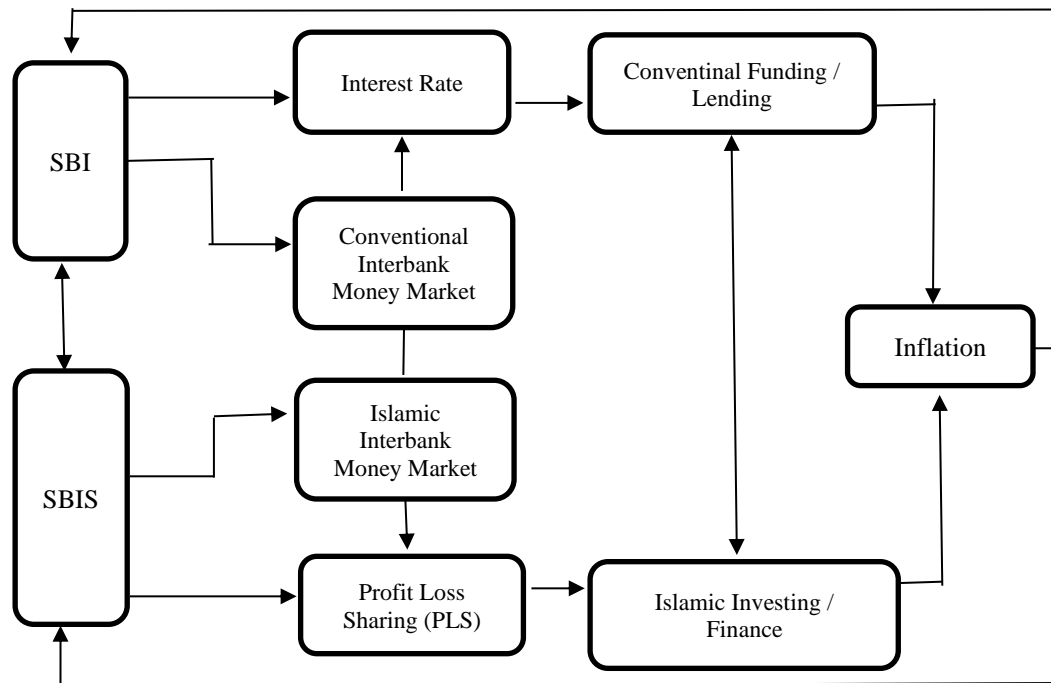 SBI
Interest Rate
Conventinal Funding /
Lending
Conventional
Interbank
Money Market
Inflation
SBIS
Islamic
Interbank
Money Market
Profit Loss
Sharing (PLS)
Islamic Investing /
Finance